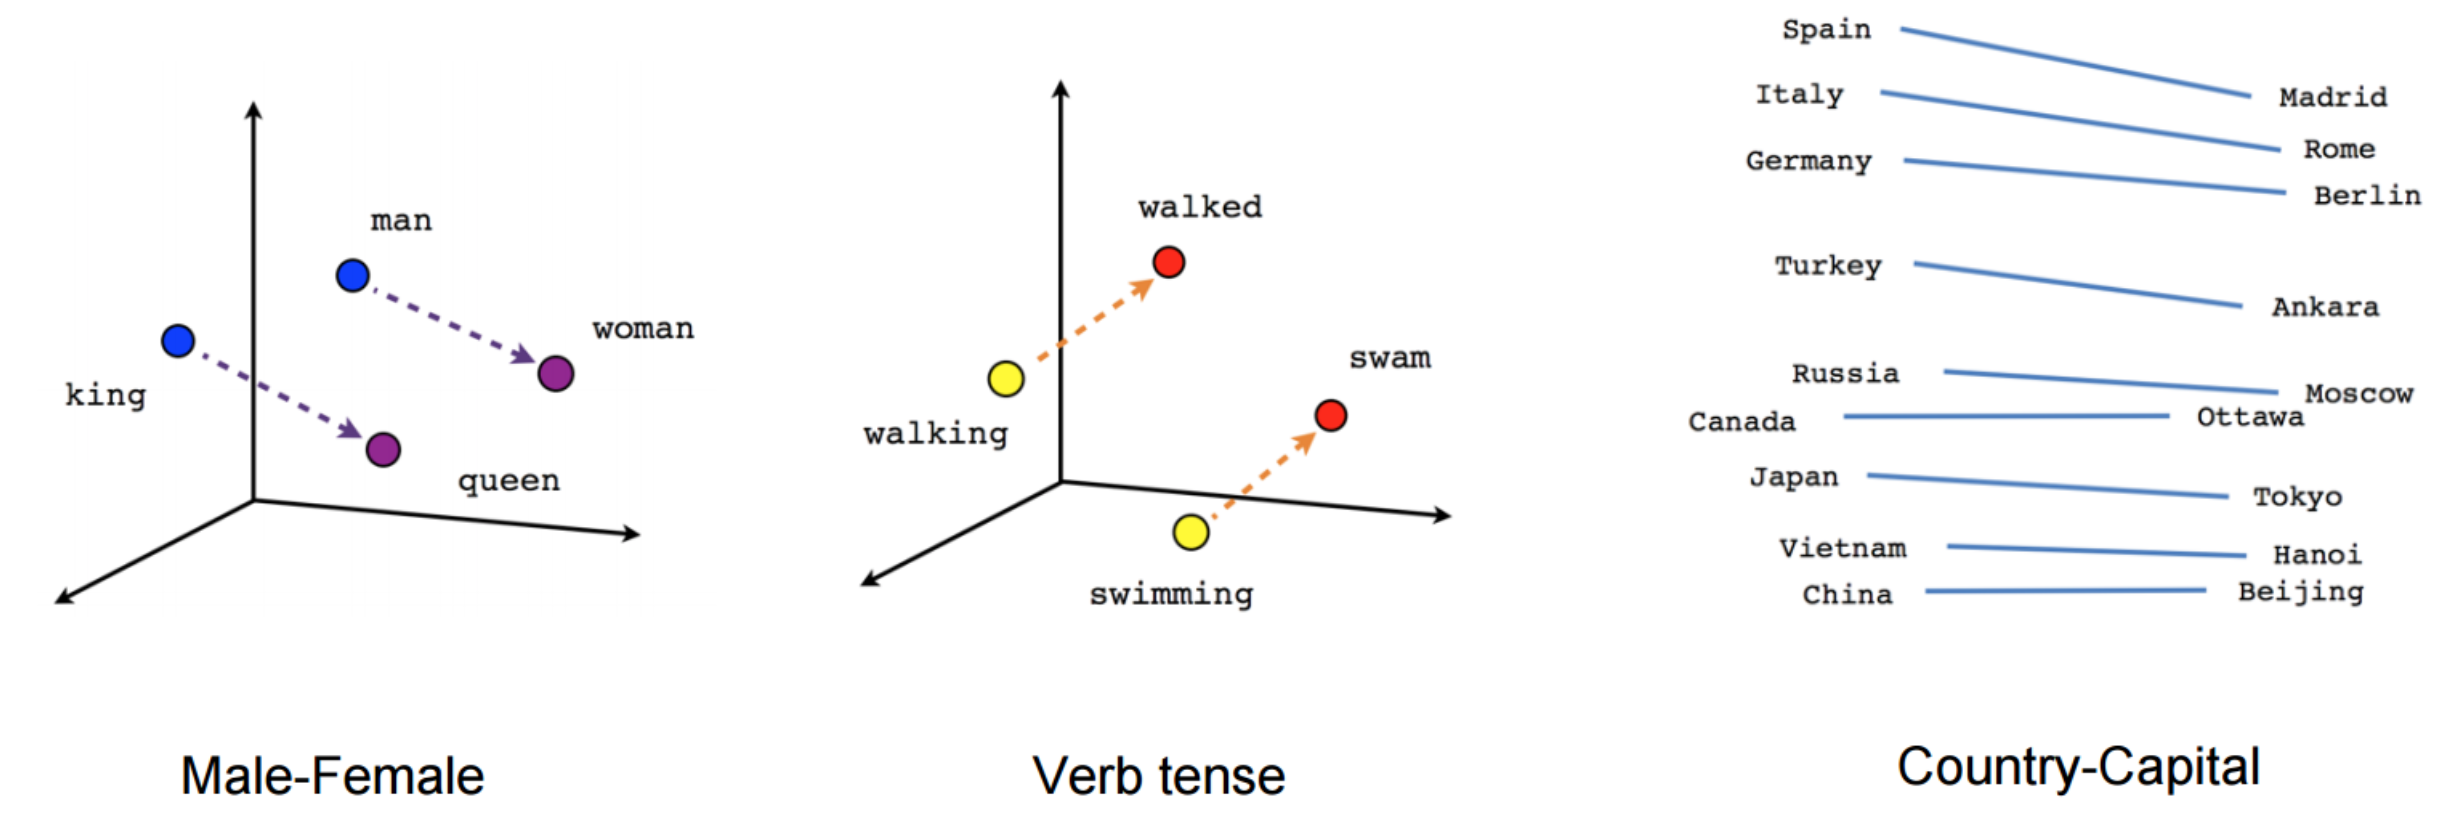 man
woman
king
queen
Male-Female
walked
swam
walking
swimming
Verb tense
Spain
Madrid
Italy
Rome
Germany
Berlin
Turkey
Ankara
Russia
Moscow
Canada
Ottawa
Japan
Tokyo
Vietnam
Hanoi
China
Beijing
Country-Capital